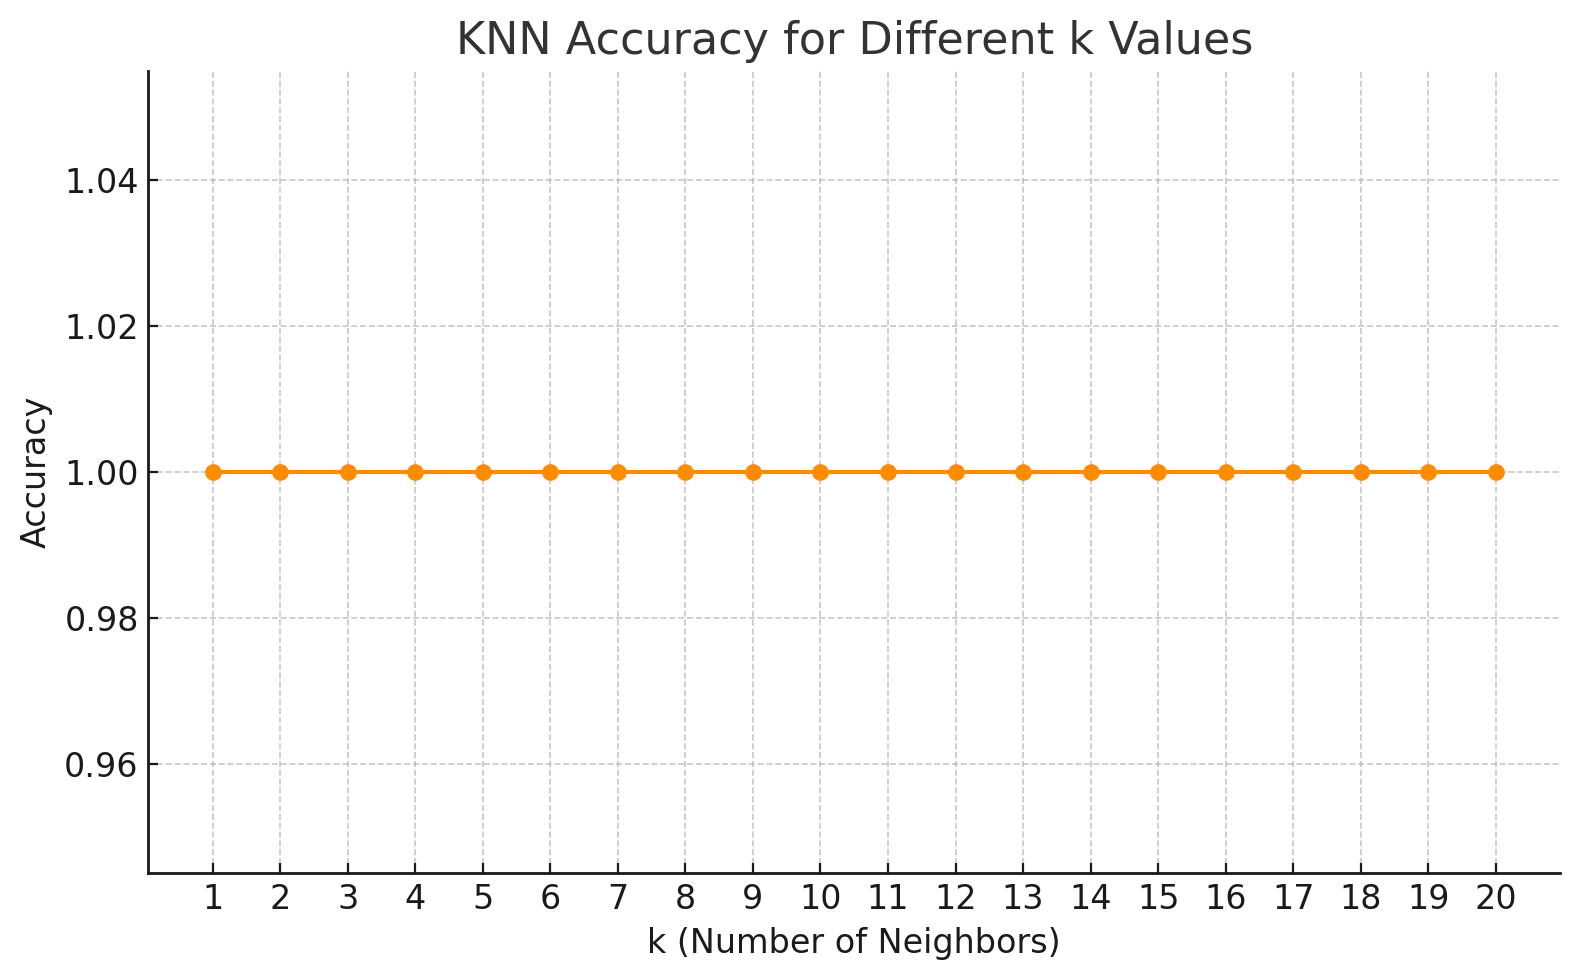 KNN Accuracy for Different k Values
1.04
1.02
1.00
0.98
0.96
Accuracy
1 2 3 4 5 6 7 8 9 10 11 12 13 14 15 16 17 18 19 20
k (Number of Neighbors)